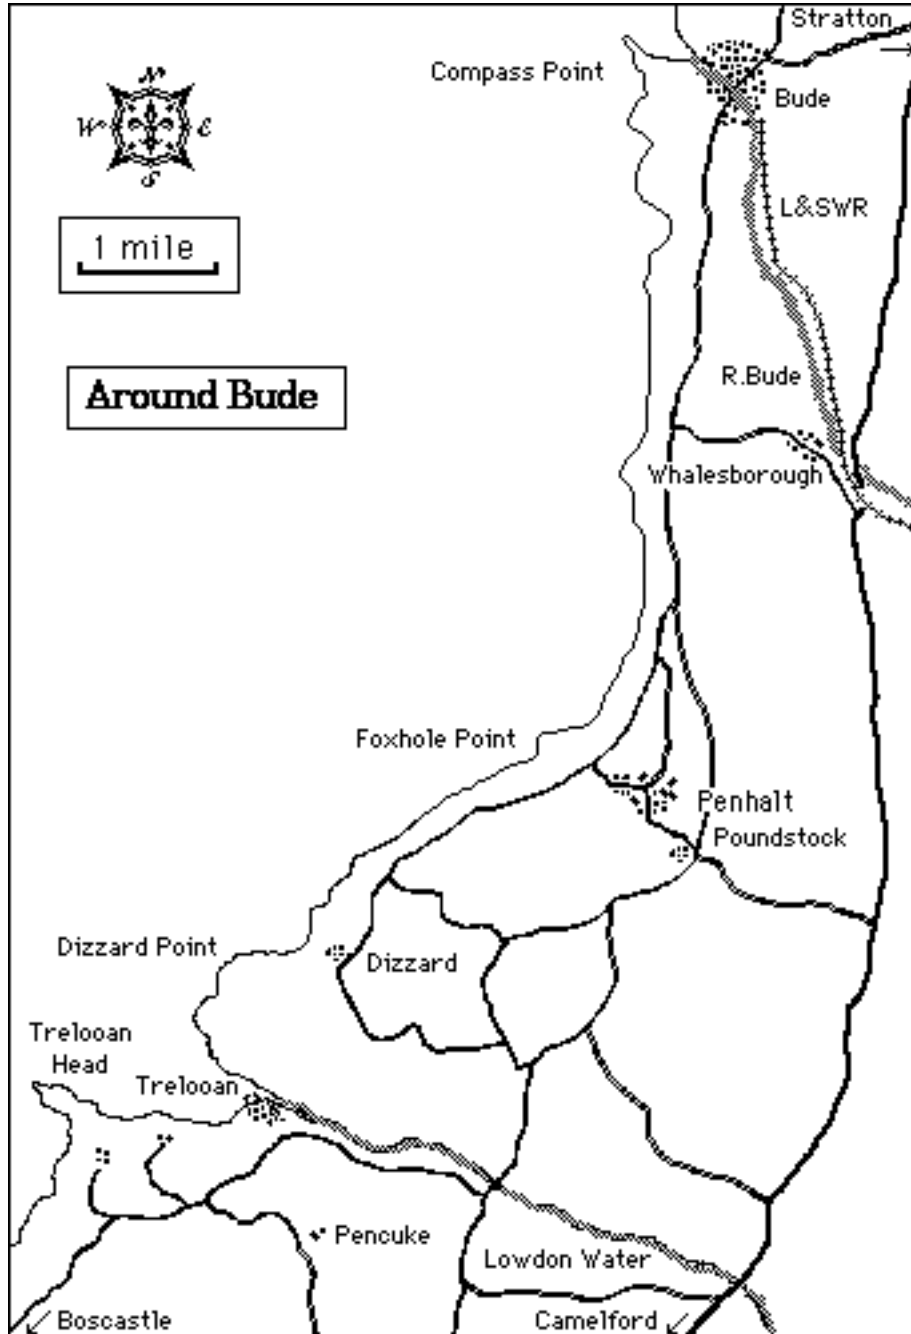 Stratton
Compass Point
Bude
N
W
E
S
L&SWR
1 mile
R.Bude
Around Bude
Whalesborough
Foxhole Point
Penhalt
Poundstock
Dizzard Point
Dizzard
Trelooan
Head
Trelooan
Pencuke
Lowdon Water
Boscastle
Camelford